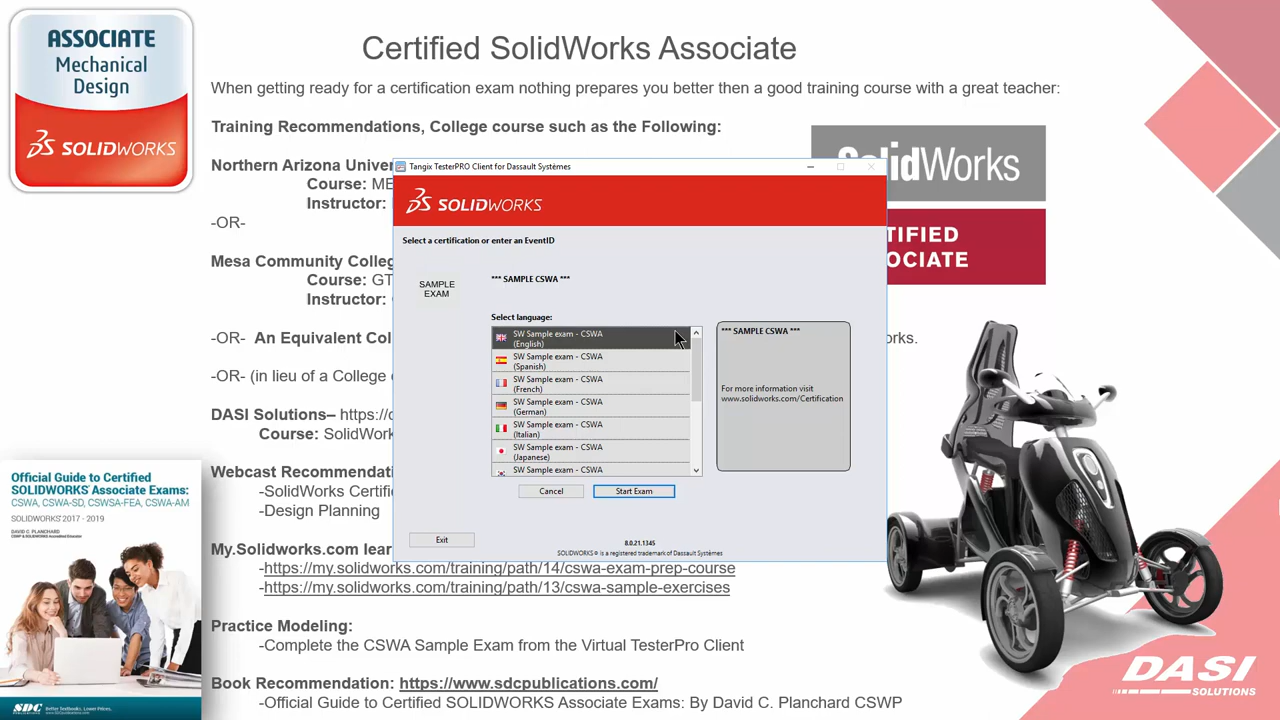 ASSOCIATE
Mechanical
Design
SOLIDWORKS
Certified SolidWorks Associate
When getting ready for a certification exam nothing prepares you better then a good training course with a great teacher:
Training Recommendations, College course such as the Following:
Northern Arizona Univer
Course: ME
Instructor:
-OR-
Mesa Community Colleg
Course: GT
Instructor:
-OR- An Equivalent Col
rks.
-OR- (in lieu of a College
DASI Solutions– https://
Course: SolidWork
Webcast Recommendati
-SolidWorks Certifi
-Design Planning
My.Solidworks.com lear
-https://my.solidworks.com/training/path/14/cswa-exam-prep-course
-https://my.solidworks.com/training/path/13/cswa-sample-exercises
Practice Modeling:
-Complete the CSWA Sample Exam from the Virtual TesterPro Client
Book Recommendation: https://www.sdcpublications.com/
-Official Guide to Certified SOLIDWORKS Associate Exams: By David C. Planchard CSWP
SolidWorks
TIFIED
OCIATE
Tangix TesterPRO Client for Dassault Systèmes
SOLIDWORKS
Select a certification or enter an EventID
SAMPLE
EXAM
*** SAMPLE CSWA ***
Select language:
SW Sample exam - CSWA
(English)
SW Sample exam - CSWA
(Spanish)
SW Sample exam - CSWA
(French)
SW Sample exam - CSWA
(German)
SW Sample exam - CSWA
(Italian)
SW Sample exam - CSWA
(Japanese)
SW Sample exam - CSWA
*** SAMPLE CSWA ***
For more information visit
www.solidworks.com/Certification
Cancel
Start Exam
Exit
8.0.21.1345
SOLIDWORKS® is a registered trademark of Dassault Systèmes
Official Guide to Certified
SOLIDWORKS Associate Exams:
CSWA, CSWA-SD, CSWSA-FEA, CSWA-AM
SOLIDWORKS 2017 - 2019
DAVID C. PLANCHARD
CSWP & SOLIDWORKS Accredited Educator
SDC
Better Textbooks. Lower Prices.
DASI
SOLUTIONS